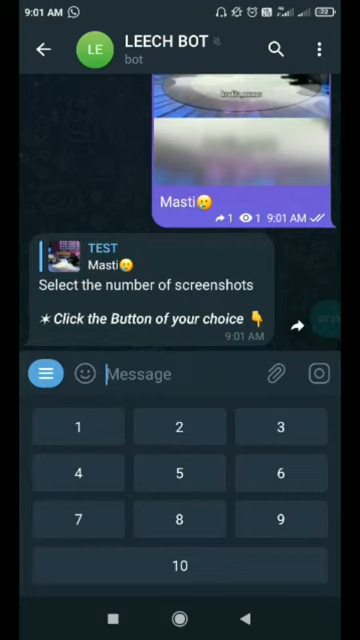 9:01 AM
72
LE
LEECH BOT
bot
Masti😢
1 1 9:01 AM
TEST
Masti😢
Select the number of screenshots
✶ Click the Button of your choice 👇
9:01 AM
Message
1 2 3
4 5 6
7 8 9
10